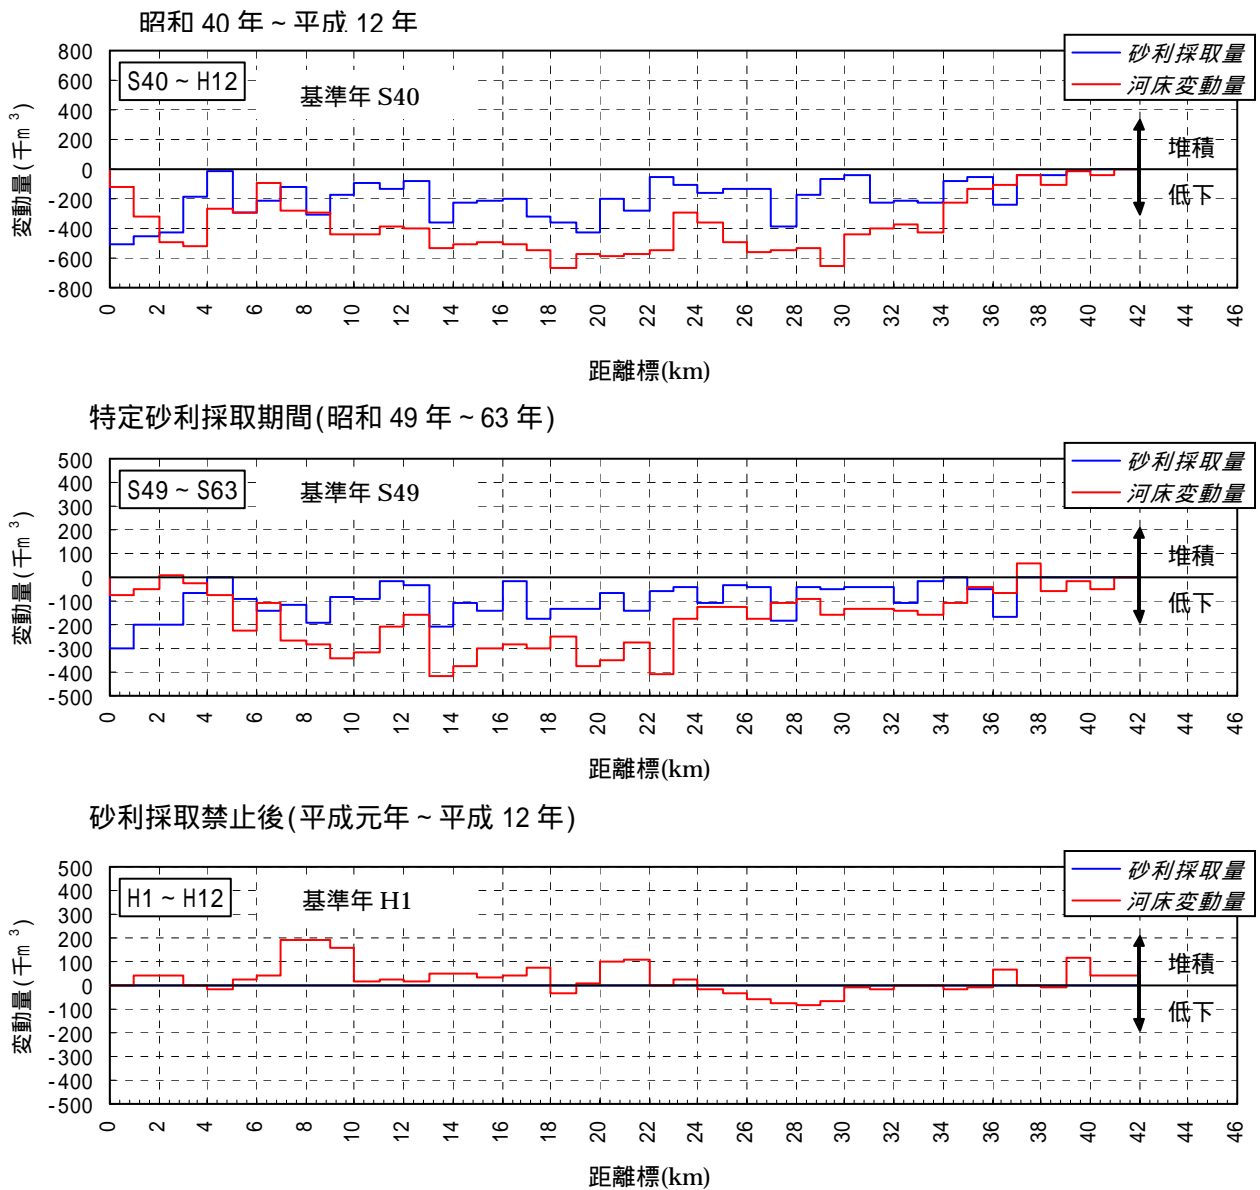 昭和 40 年 ~ 平成 12 年
800
600
400
200
0
-200
-400
-600
-800
変動量(千m³)
S40 ~ H12
基準年 S40
砂利採取量
河床変動量
堆積
低下
0 2 4 6 8 10 12 14 16 18 20 22 24 26 28 30 32 34 36 38 40 42 44 46
距離標(km)
特定砂利採取期間(昭和 49 年 ~ 63 年)
500
400
300
200
100
0
-100
-200
-300
-400
-500
変動量(千m³)
S49 ~ S63
基準年 S49
砂利採取量
河床変動量
堆積
低下
0 2 4 6 8 10 12 14 16 18 20 22 24 26 28 30 32 34 36 38 40 42 44 46
距離標(km)
砂利採取禁止後(平成元年 ~ 平成 12 年)
500
400
300
200
100
0
-100
-200
-300
-400
-500
変動量(千m³)
H1 ~ H12
基準年 H1
砂利採取量
河床変動量
堆積
低下
0 2 4 6 8 10 12 14 16 18 20 22 24 26 28 30 32 34 36 38 40 42 44 46
距離標(km)